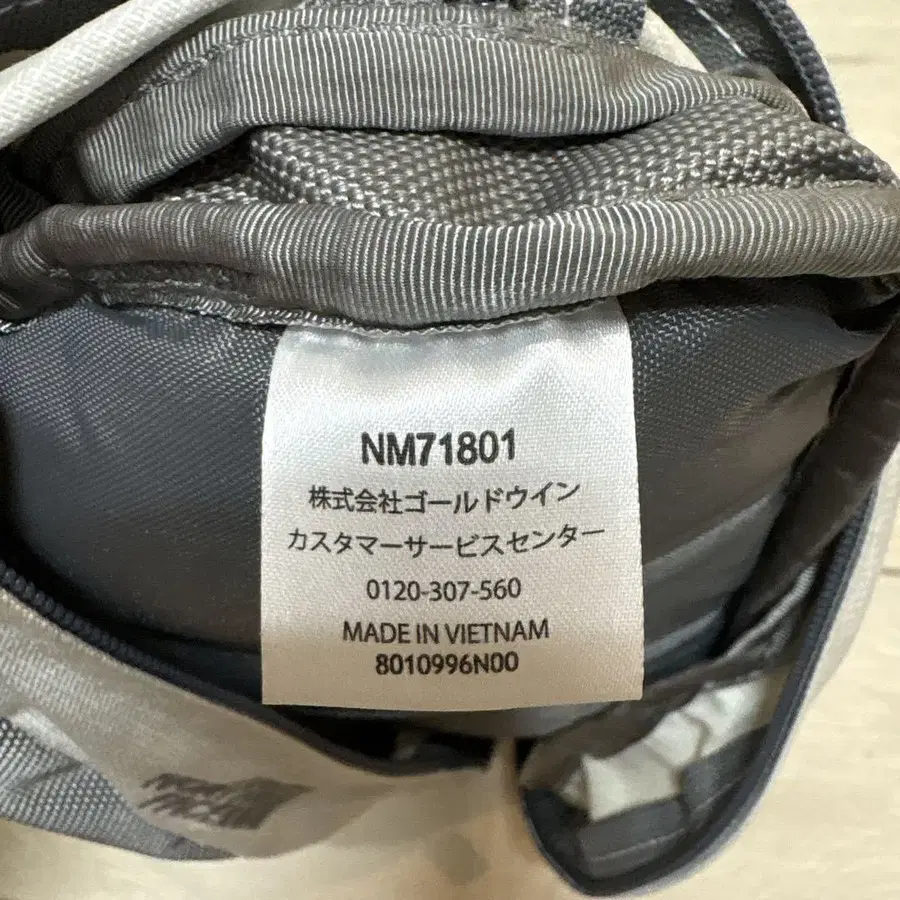 NM71801
株式会社ゴールドウイン
カスタマーサービスセンター
0120-307-560
MADE IN VIETNAM
8010996N00